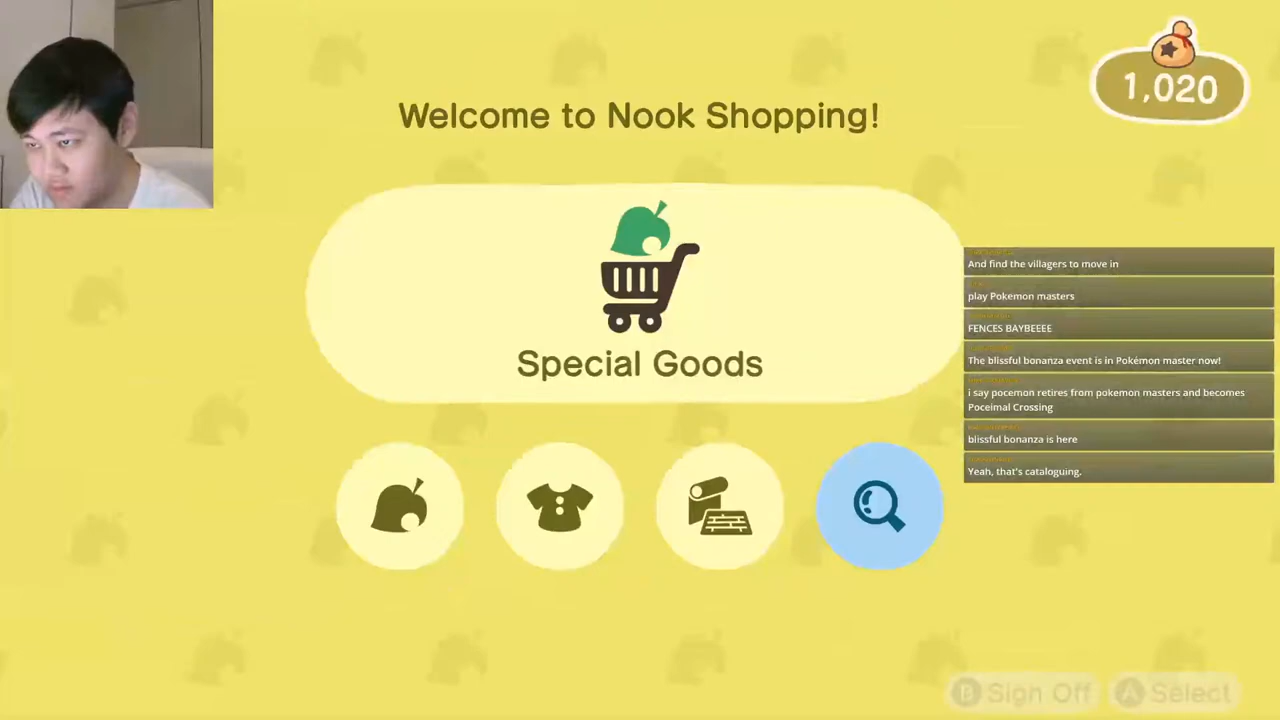 1,020
Welcome to Nook Shopping!
Special Goods
And find the villagers to move in
play Pokemon masters
FENCES BAYBEEEE
The blissful bonanza event is in Pokémon master now!
i say pocemon retires from pokemon masters and becomes
Poceimal Crossing
blissful bonanza is here
Yeah, that's cataloguing.
B Sign Off A Select